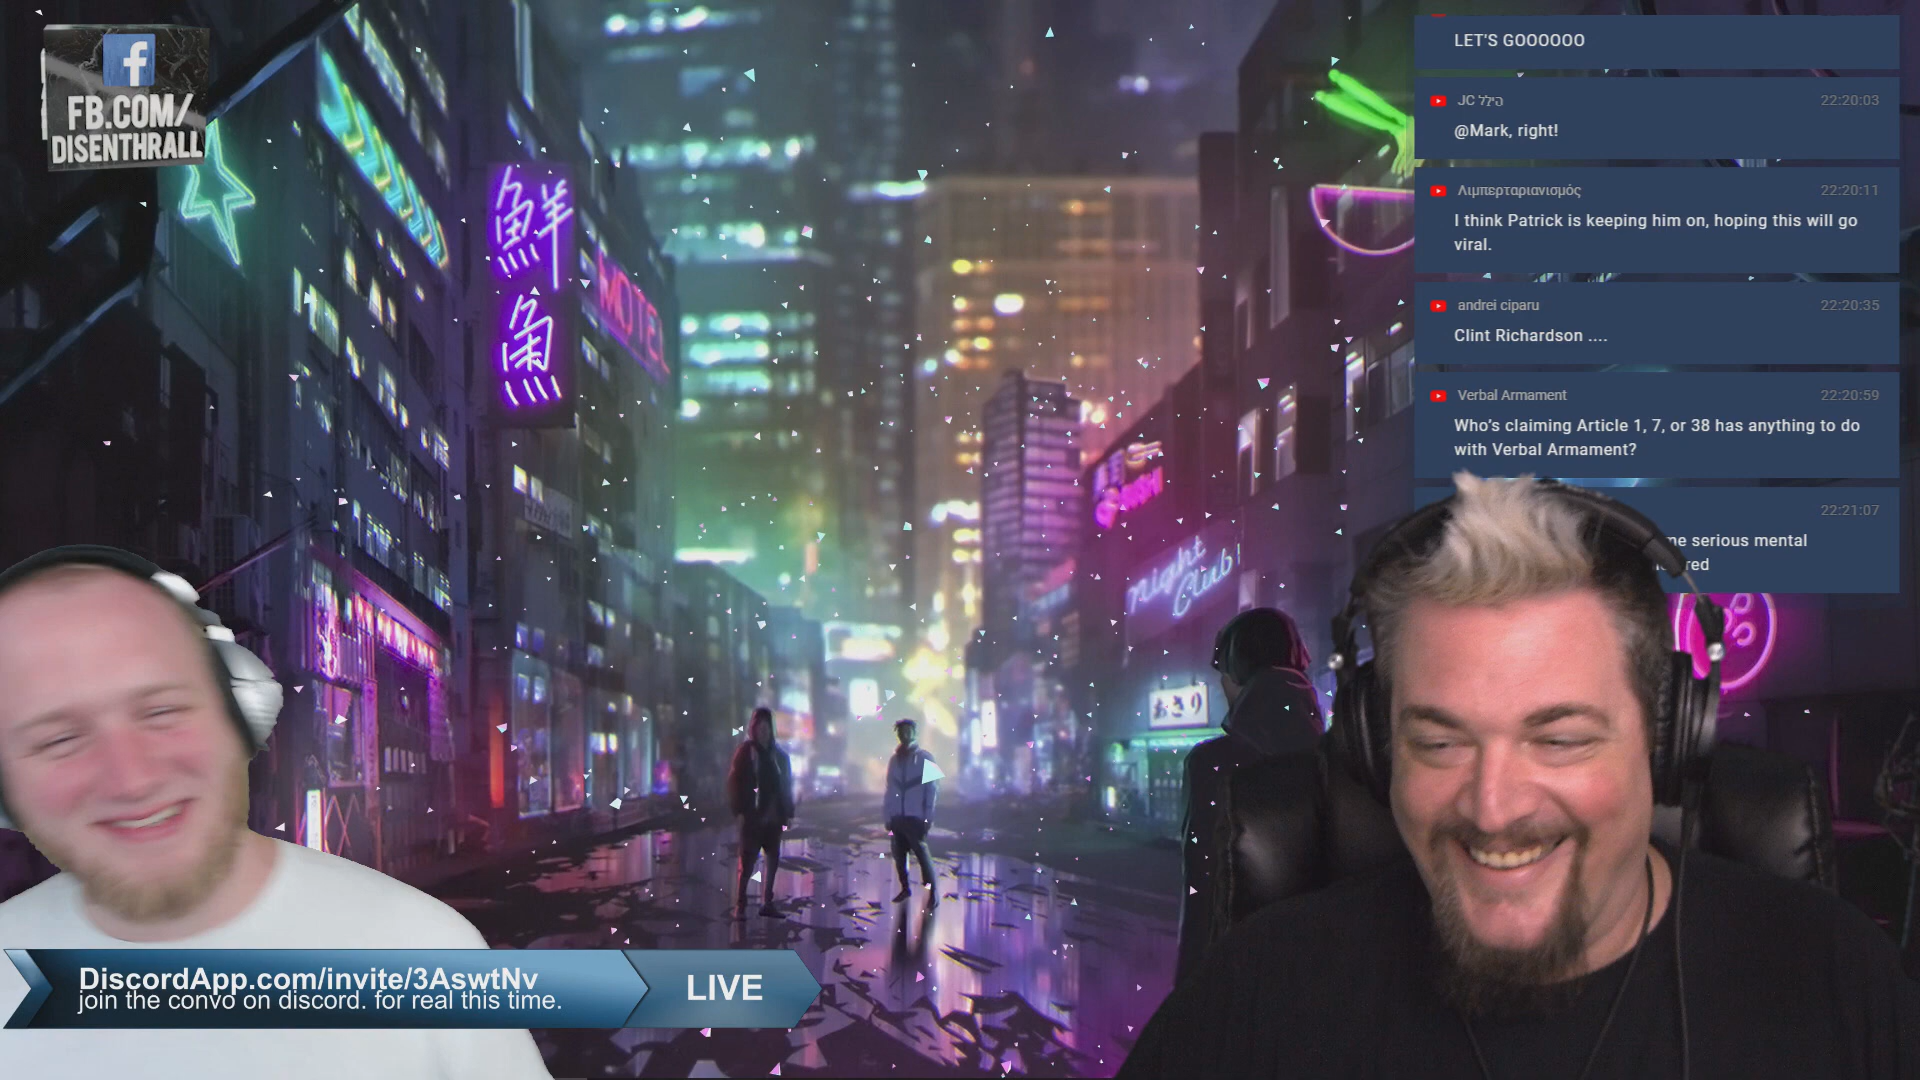 FB.COM/
DISENTHRALL
鮮
魚
MOTEL
night
Club!
あさり
LET'S GOOOOOO
JC הילל 22:20:03
@Mark, right!
Λιμπερταριανισμός 22:20:11
I think Patrick is keeping him on, hoping this will go
viral.
andrei ciparu 22:20:35
Clint Richardson ....
Verbal Armament 22:20:59
Who's claiming Article 1, 7, or 38 has anything to do
with Verbal Armament?
22:21:07
serious mental
DiscordApp.com/invite/3AswtNv
join the convo on discord. for real this time.
LIVE